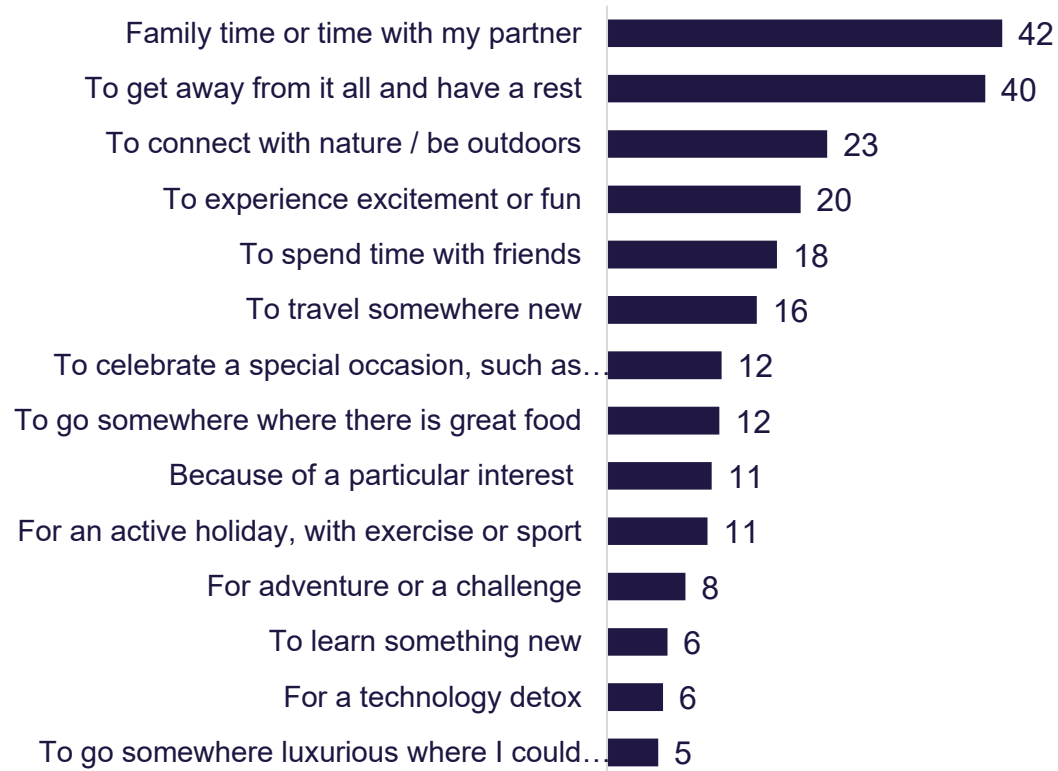 Family time or time with my partner 42
To get away from it all and have a rest 40
To connect with nature / be outdoors 23
To experience excitement or fun 20
To spend time with friends 18
To travel somewhere new 16
To celebrate a special occasion, such as… 12
To go somewhere where there is great food 12
Because of a particular interest 11
For an active holiday, with exercise or sport 11
For adventure or a challenge 8
To learn something new 6
For a technology detox 6
To go somewhere luxurious where I could… 5